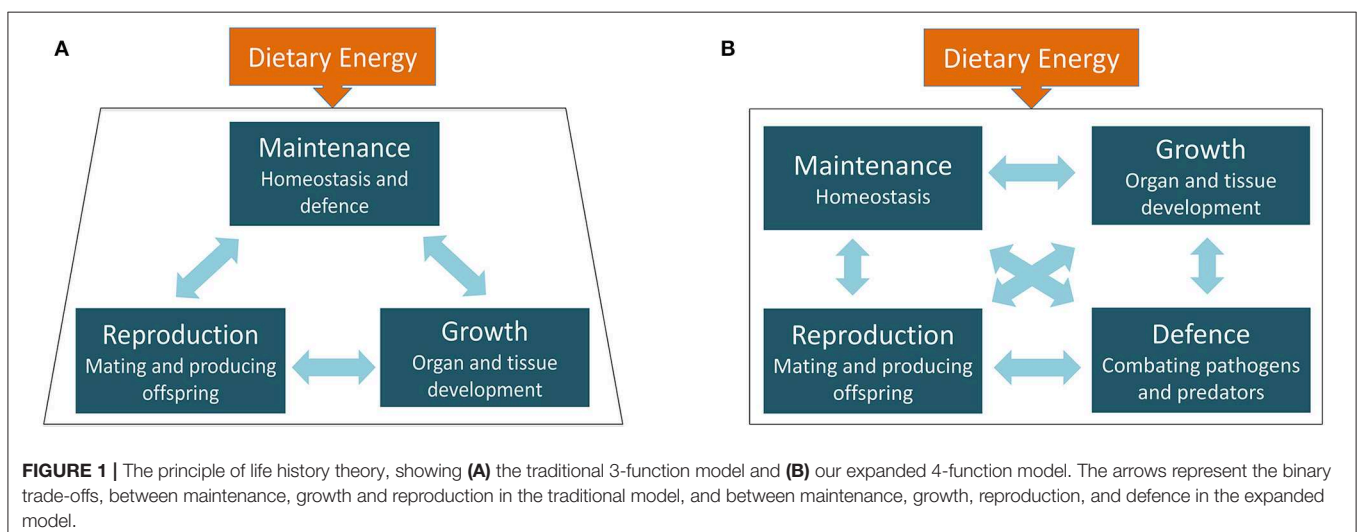 A
Dietary Energy
Maintenance
Homeostasis and
defence
Reproduction
Mating and producing
offspring
Growth
Organ and tissue
development
B
Dietary Energy
Maintenance
Homeostasis
Growth
Organ and tissue
development
Reproduction
Mating and producing
offspring
Defence
Combating pathogens
and predators
FIGURE 1 | The principle of life history theory, showing (A) the traditional 3-function model and (B) our expanded 4-function model. The arrows represent the binary
trade-offs, between maintenance, growth and reproduction in the traditional model, and between maintenance, growth, reproduction, and defence in the expanded
model.